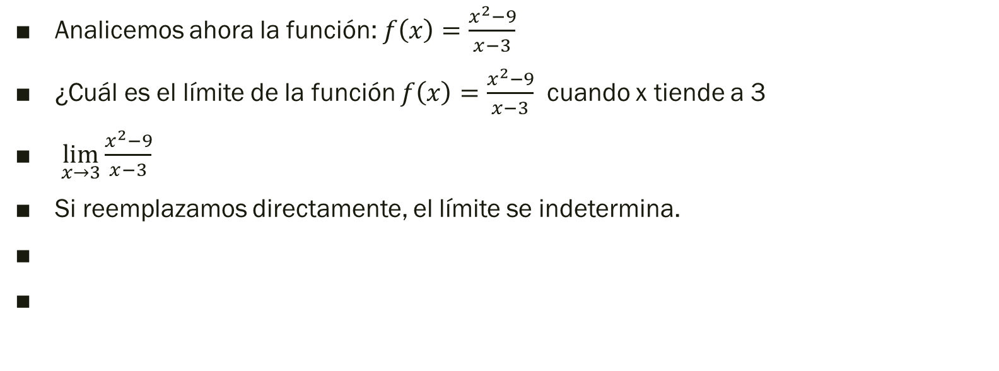 ▪ Analicemos ahora la función: f(x) = \frac{x^2-9}{x-3}
▪ ¿Cuál es el límite de la función f(x) = \frac{x^2-9}{x-3} cuando x tiende a 3
▪ \lim_{x→3} \frac{x^2-9}{x-3}
▪ Si reemplazamos directamente, el límite se indetermina.
▪
▪